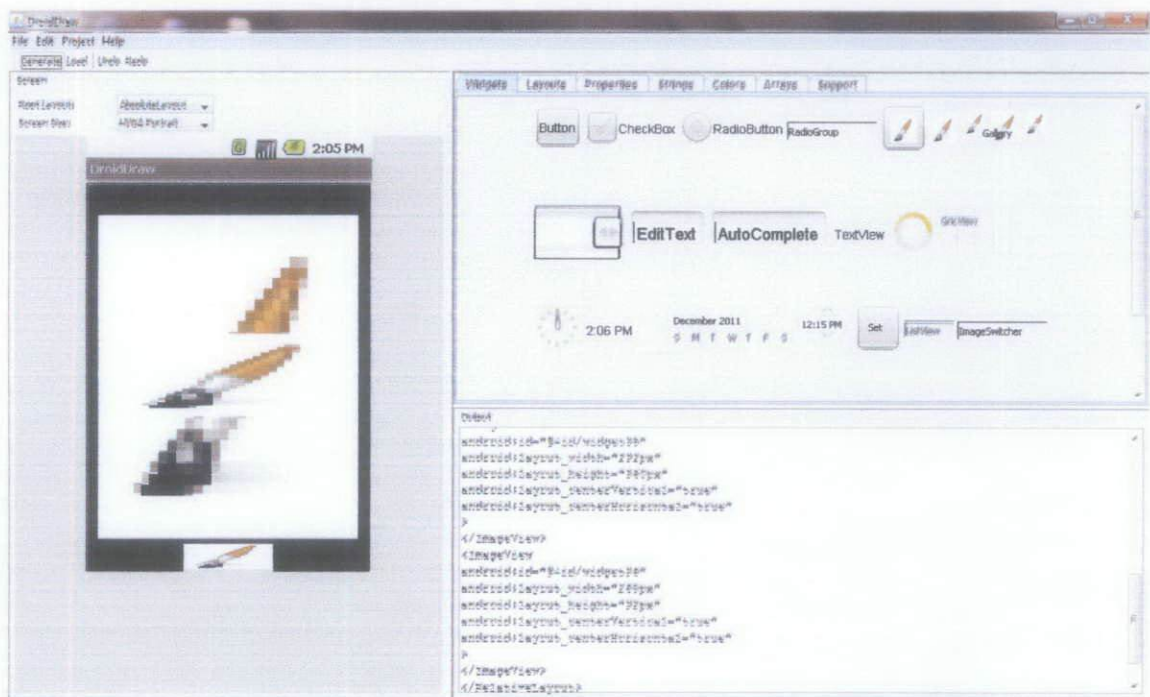 DroidDraw
File Edit Project Help
Generate Load Undo Redo
Screen
Root Layout: AbsoluteLayout
Screen Size: HVGA Portrait
2:05 PM
DroidDraw
Widgets Layouts Properties Strings Colors Arrays Support
Button CheckBox RadioButton RadioGroup Gallery
EditText AutoComplete TextView GridView
2:06 PM December 2011 12:15 PM Set ListView ImageSwitcher
S M T W T F S
Output
android:layout_centerVertical="true"
android:layout_centerHorizontal="true"
>
</ImageView>
<ImageView
android:layout_centerVertical="true"
android:layout_centerHorizontal="true"
>
</ImageView>
</RelativeLayout>